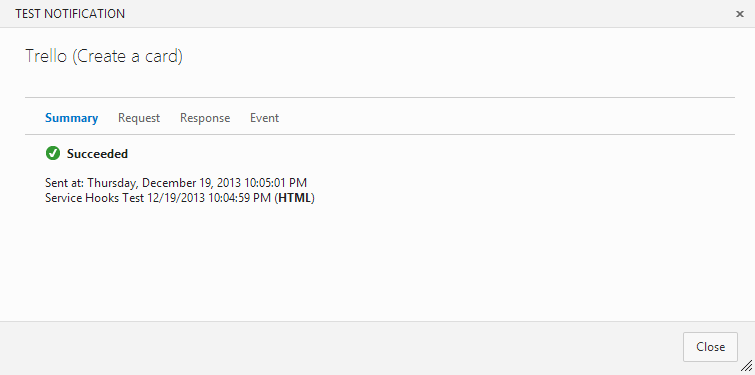 TEST NOTIFICATION
Trello (Create a card)
Summary Request Response Event
Succeeded
Sent at: Thursday, December 19, 2013 10:05:01 PM
Service Hooks Test 12/19/2013 10:04:59 PM (HTML)
Close